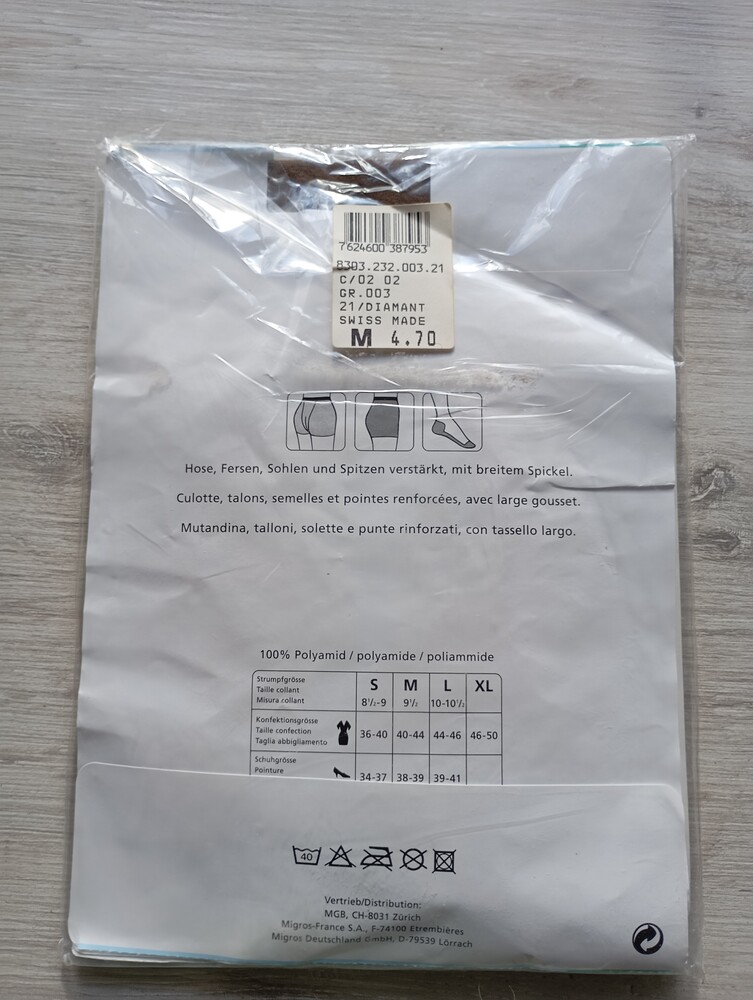 7624600 387953
8303.232.003.21
C/02 02
GR.003
21/DIAMANT
SWISS MADE
M 4.70
Hose, Fersen, Sohlen und Spitzen verstärkt, mit breitem Spickel.
Culotte, talons, semelles et pointes renforcées, avec large gousset.
Mutandina, talloni, solette e punte rinforzati, con tassello largo.
100% Polyamid / polyamide / poliammide
Strumpfgrösse
Taille collant
Misura collant
S M L XL
8½-9 9½ 10-10½
Konfektionsgrösse
Taille confection
Taglia abbigliamento
36-40 40-44 44-46 46-50
Schuhgrösse
Pointure
34-37 38-39 39-41
40
Vertrieb/Distribution:
MGB, CH-8031 Zürich
Migros-France S.A., F-74100 Etrembières
Migros Deutschland GmbH, D-79539 Lörrach